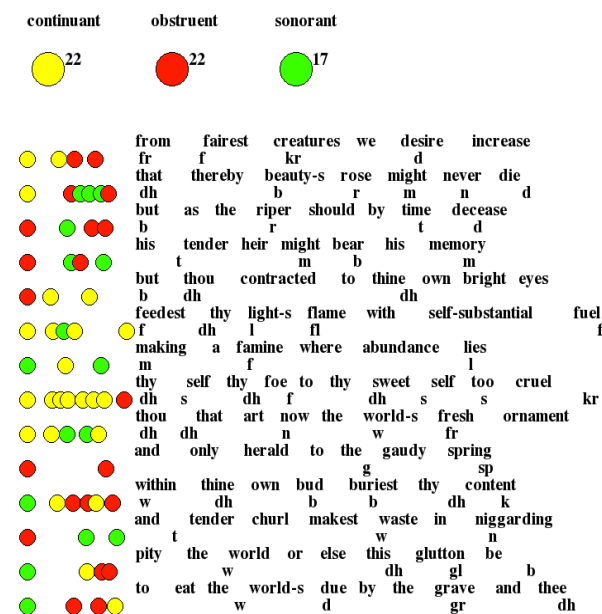 continuant obstruent sonorant
22 22 17
from fairest creatures we desire increase
fr f kr d
that thereby beauty-s rose might never die
dh b r m n d
but as the riper should by time decease
b r t d
his tender heir might bear his memory
t m b m
but thou contracted to thine own bright eyes
b dh dh
feedest thy light-s flame with self-substantial fuel
f dh l fl f
making a famine where abundance lies
m f l
thy self thy foe to thy sweet self too cruel
dh s dh f dh s s kr
thou that art now the world-s fresh ornament
dh dh n w fr
and only herald to the gaudy spring
g sp
within thine own bud buriest thy content
w dh b b dh k
and tender churl makest waste in niggarding
t w n
pity the world or else this glutton be
w dh gl b
to eat the world-s due by the grave and thee
w d gr dh